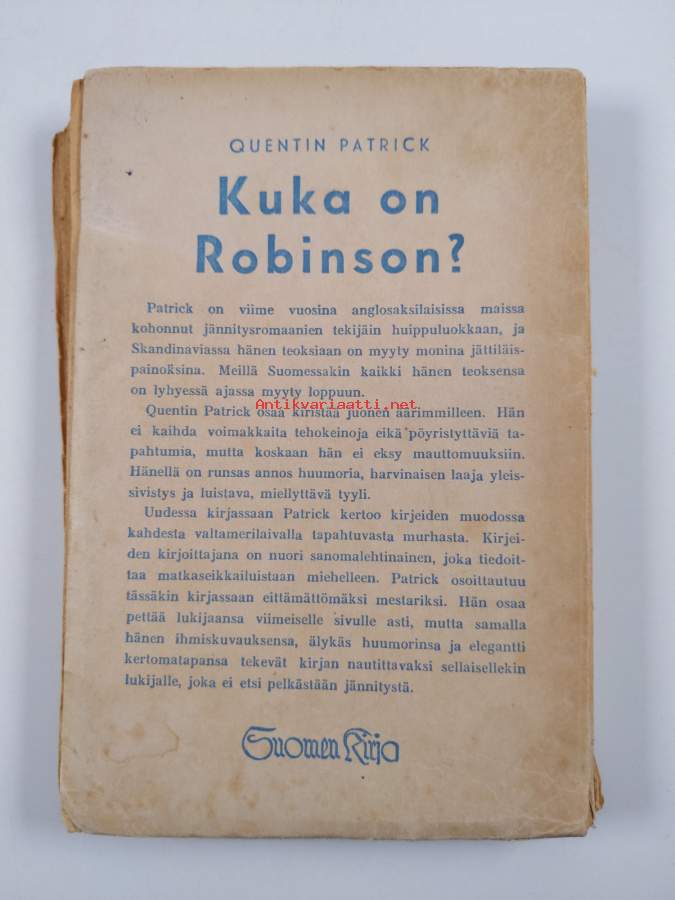 QUENTIN PATRICK
Kuka on
Robinson?
Patrick on viime vuosina anglosaksilaisissa maissa
kohonnut jännitysromaanien tekijäin huippuluokkaan, ja
Skandinaviassa hänen teoksiaan on myyty monina jättiläis-
painoksina. Meillä Suomessakin kaikki hänen teoksensa
on lyhyessä ajassa myyty loppuun.
Antikvariaatti.net
Quentin Patrick osaa kiristää juonen äärimmilleen. Hän
ei kaihda voimakkaita tehokeinoja eikä pöyristyttäviä ta-
pahtumia, mutta koskaan hän ei eksy mauttomuuksiin.
Hänellä on runsas annos huumoria, harvinaisen laaja yleis-
sivistys ja luistava, miellyttävä tyyli.
Uudessa kirjassaan Patrick kertoo kirjeiden muodossa
kahdesta valtamerilaivalla tapahtuvasta murhasta. Kirjei-
den kirjoittajana on nuori sanomalehtinainen, joka tiedoit-
taa matkaseikkailuistaan miehelleen. Patrick osoittautuu
tässäkin kirjassaan eittämättömäksi mestariksi. Hän osaa
pettää lukijaansa viimeiselle sivulle asti, mutta samalla
hänen ihmiskuvauksensa, älykäs huumorinsa ja elegantti
kertomatapansa tekevät kirjan nautittavaksi sellaisellekin
lukijalle, joka ei etsi pelkästään jännitystä.
Suomen Kirja